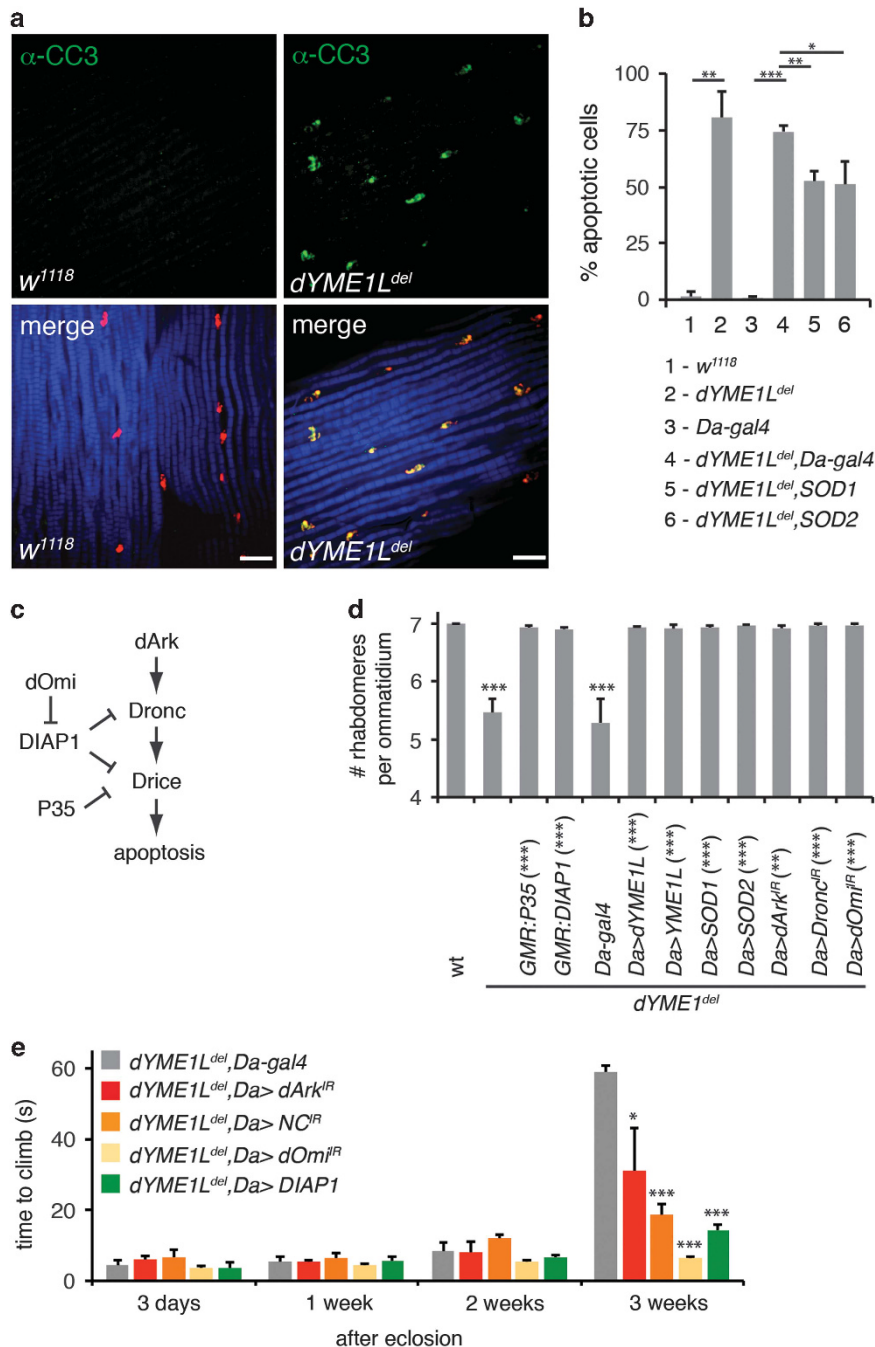 a
α-CC3
α-CC3
w1118
dYME1Ldel
merge
merge
w1118
dYME1Ldel
b
*
** *** **
100
75
50
25
0
% apoptotic cells
1 2 3 4 5 6
1 - w1118
2 - dYME1Ldel
3 - Da-gal4
4 - dYME1Ldel,Da-gal4
5 - dYME1Ldel,SOD1
6 - dYME1Ldel,SOD2
c
dArk
dOmi
Dronc
DIAP1
Drice
P35
apoptosis
d
7
6
5
4
# rhabdomeres
per ommatidium
***
***
wt
GMR:P35 (***)
GMR:DIAP1 (***)
Da-gal4
Da>dYME1L (***)
Da>YME1L (***)
Da>SOD1 (***)
Da>SOD2 (***)
Da>dArkIR (**)
Da>DroncIR (***)
Da>dOmiIR (***)
dYME1del
e
60
40
20
0
time to climb (s)
dYME1Ldel,Da-gal4
dYME1Ldel,Da> dArkIR
dYME1Ldel,Da> NCIR
dYME1Ldel,Da> dOmiIR
dYME1Ldel,Da> DIAP1
*
***
***
***
3 days
1 week
2 weeks
3 weeks
after eclosion